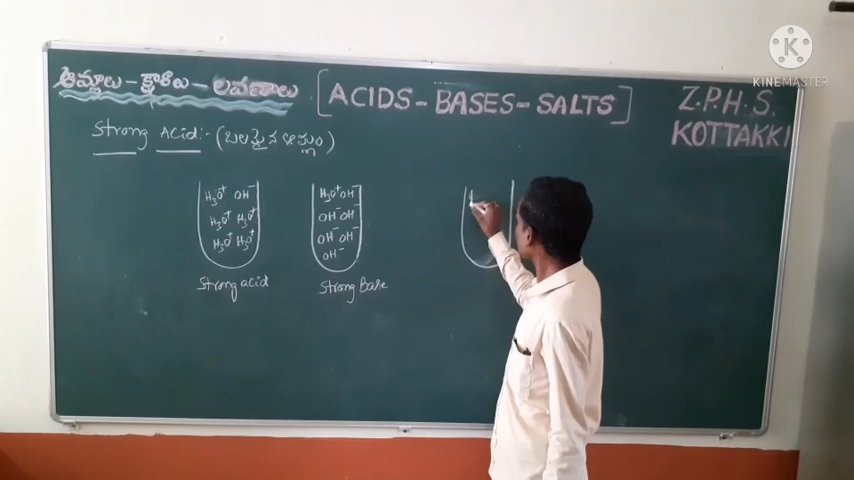 ఆమ్లాలు - క్షారాలు - లవణాలు [ACIDS - BASES - SALTS]
Z.P.H.S.
KOTTAKKI
Strong Acid:- (బలమైన ఆమ్లం)
H₃O⁺ OH⁻
H₃O⁺ H₃O⁺
H₃O⁺ H₃O⁺
Strong acid
H₃O⁺ OH⁻
OH⁻ OH⁻
OH⁻ OH⁻
OH⁻
Strong Base
K
KINEMASTER